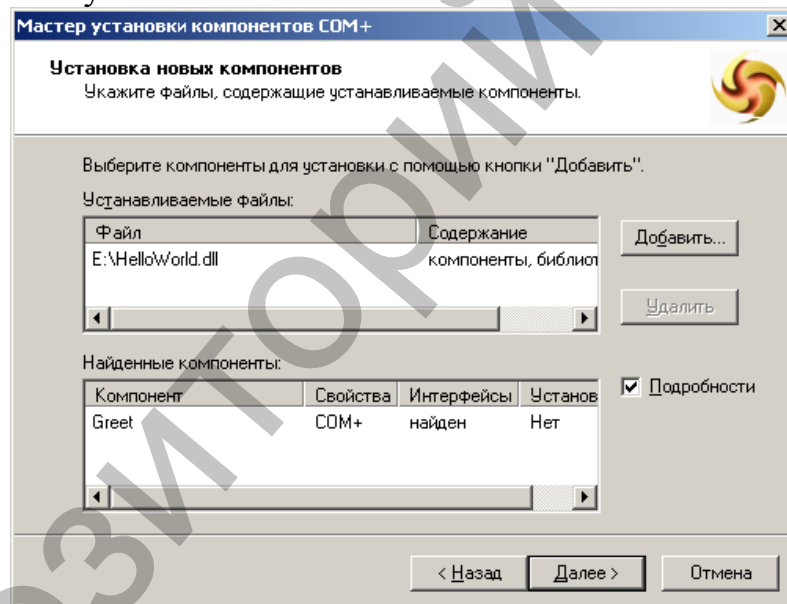 Мастер установки компонентов COM+
Установка новых компонентов
Укажите файлы, содержащие устанавливаемые компоненты.
Выберите компоненты для установки с помощью кнопки "Добавить".
Устанавливаемые файлы:
Файл Содержание
E:\HelloWorld.dll компоненты, библиот
Добавить...
Удалить
Найденные компоненты:
Компонент Свойства Интерфейсы Установ
Greet COM+ найден Нет
Подробности
< Назад Далее > Отмена